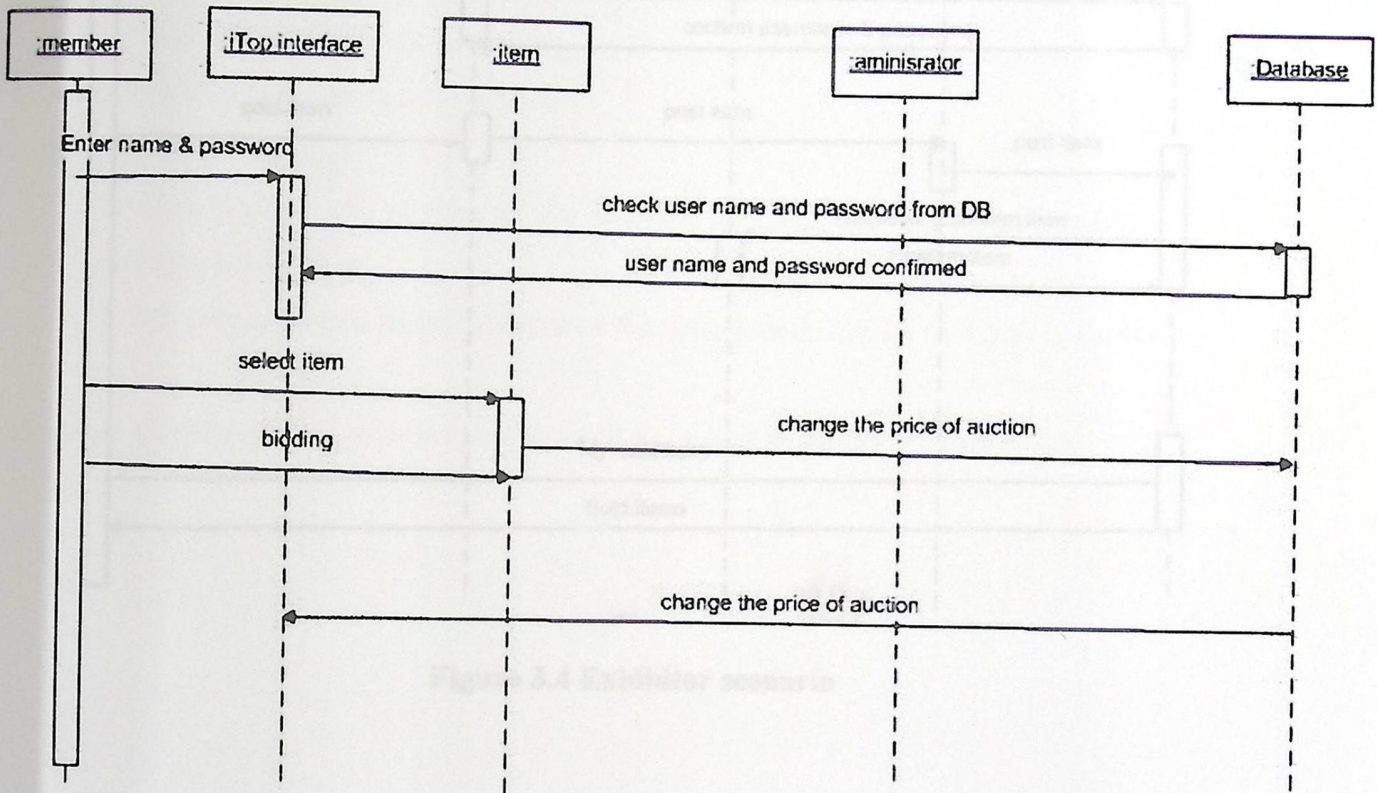 :member
:iTop interface
:item
:aminisrator
:Database
Enter name & password
check user name and password from DB
user name and password confirmed
select item
bidding
change the price of auction
change the price of auction
Figure 3.4 Exhibitor scenario